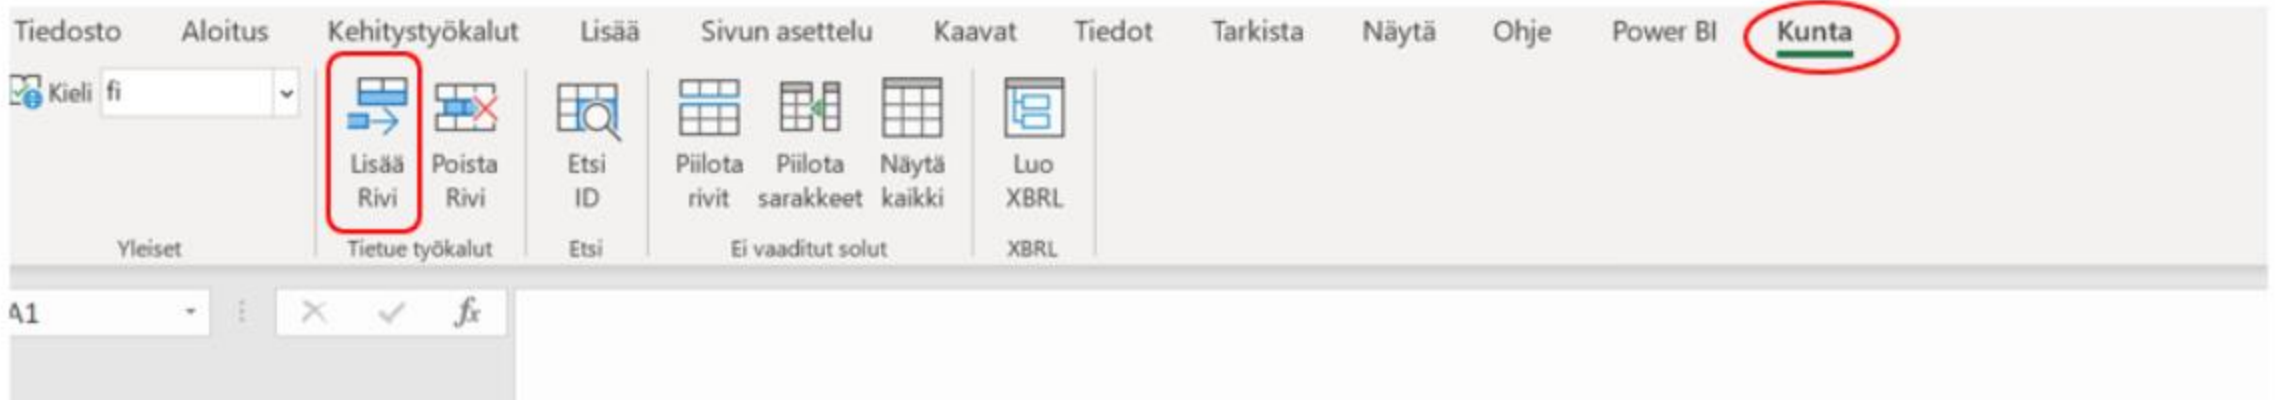 Tiedosto Aloitus Kehitystyökalut Lisää Sivun asettelu Kaavat Tiedot Tarkista Näytä Ohje Power BI Kunta
Kieli fi
Lisää Poista Etsi Piilota Piilota Näytä Luo
Rivi Rivi ID rivit sarakkeet kaikki XBRL
Yleiset Tietue työkalut Etsi Ei vaaditut solut XBRL
A1 fx